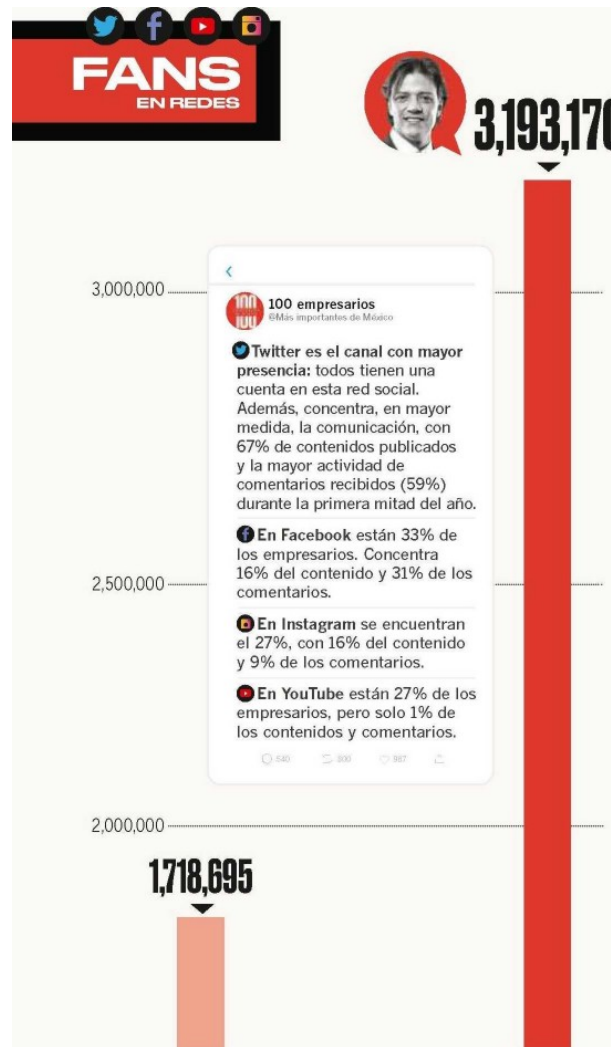 FANS
EN REDES
3,193,170
3,000,000
100 empresarios
@Más importantes de México
Twitter es el canal con mayor
presencia: todos tienen una
cuenta en esta red social.
Además, concentra, en mayor
medida, la comunicación, con
67% de contenidos publicados
y la mayor actividad de
comentarios recibidos (59%)
durante la primera mitad del año.
En Facebook están 33% de
los empresarios. Concentra
16% del contenido y 31% de los
comentarios.
2,500,000
En Instagram se encuentran
el 27%, con 16% del contenido
y 9% de los comentarios.
En YouTube están 27% de los
empresarios, pero solo 1% de
los contenidos y comentarios.
540
987
2,000,000
1,718,695